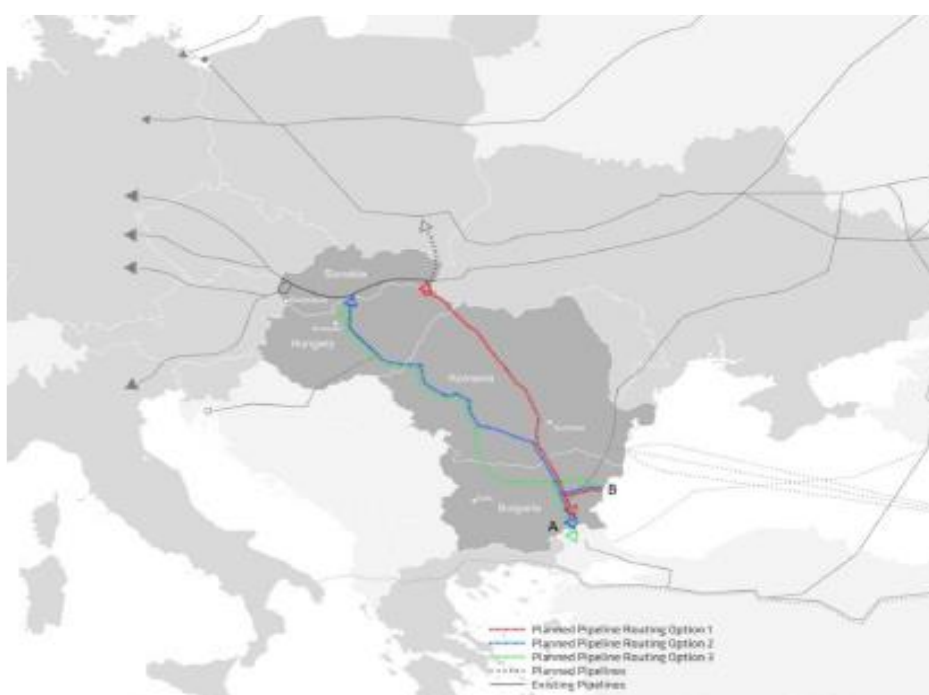 Slovakia
Hungary
Romania
B
Bulgaria
A
Planned Pipeline Routing Option 1
Planned Pipeline Routing Option 2
Planned Pipeline Routing Option 3
Planned Pipelines
Existing Pipelines